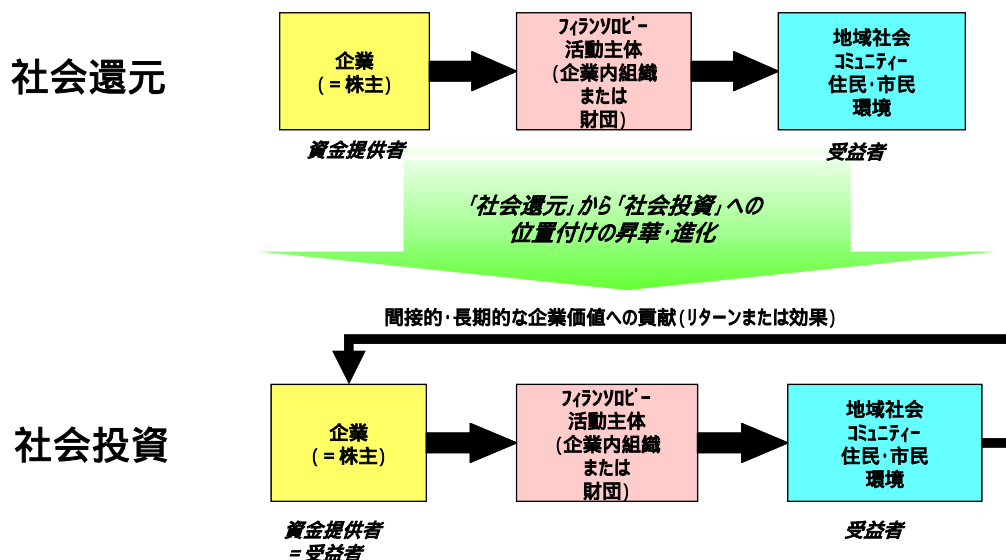 社会還元
企業
(=株主)
フィランソロピー
活動主体
(企業内組織
または
財団)
地域社会
コミュニティー
住民・市民
環境
資金提供者
受益者
「社会還元」から「社会投資」への
位置付けの昇華・進化
間接的・長期的な企業価値への貢献(リターンまたは効果)
社会投資
企業
(=株主)
フィランソロピー
活動主体
(企業内組織
または
財団)
地域社会
コミュニティー
住民・市民
環境
資金提供者
=受益者
受益者